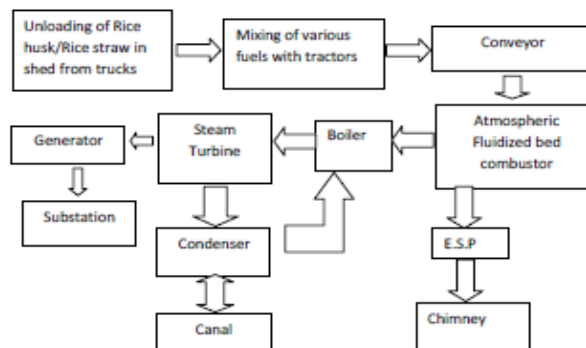 Unloading of Rice
husk/Rice straw in
shed from trucks
Mixing of various
fuels with tractors
Conveyor
Atmospheric
Fluidized bed
combustor
Boiler
Steam
Turbine
Generator
Substation
Condenser
Canal
E.S.P
Chimney